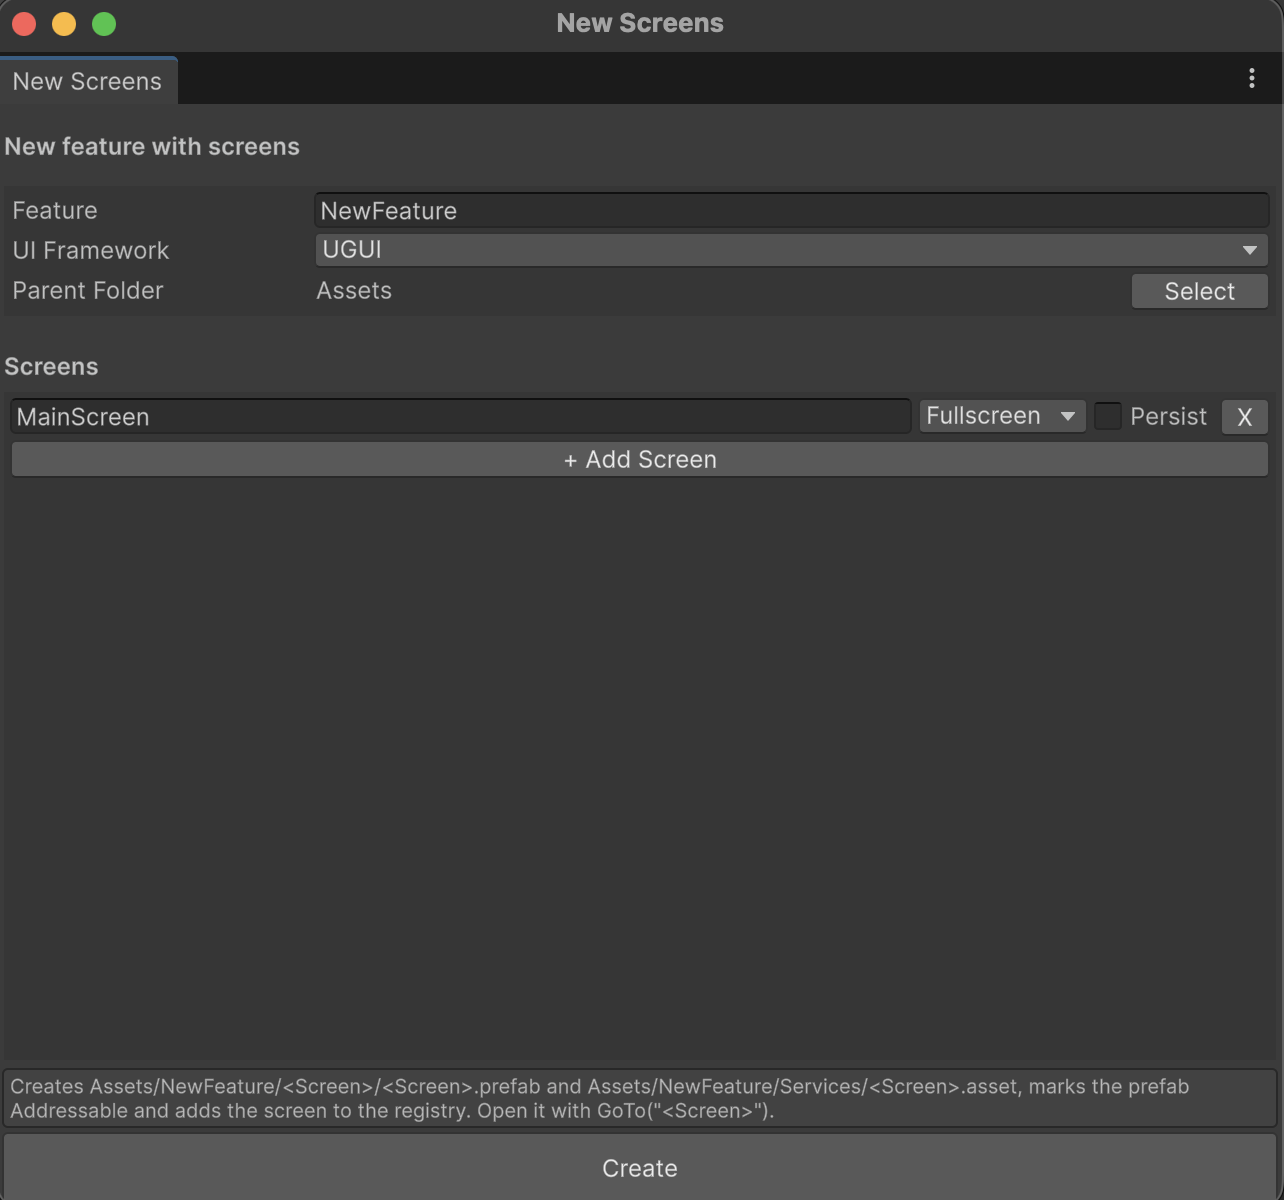 New Screens
New Screens
New feature with screens
Feature NewFeature
UI Framework UGUI
Parent Folder Assets Select
Screens
MainScreen Fullscreen Persist X
+ Add Screen
Creates Assets/NewFeature/<Screen>/<Screen>.prefab and Assets/NewFeature/Services/<Screen>.asset, marks the prefab
Addressable and adds the screen to the registry. Open it with GoTo("<Screen>").
Create